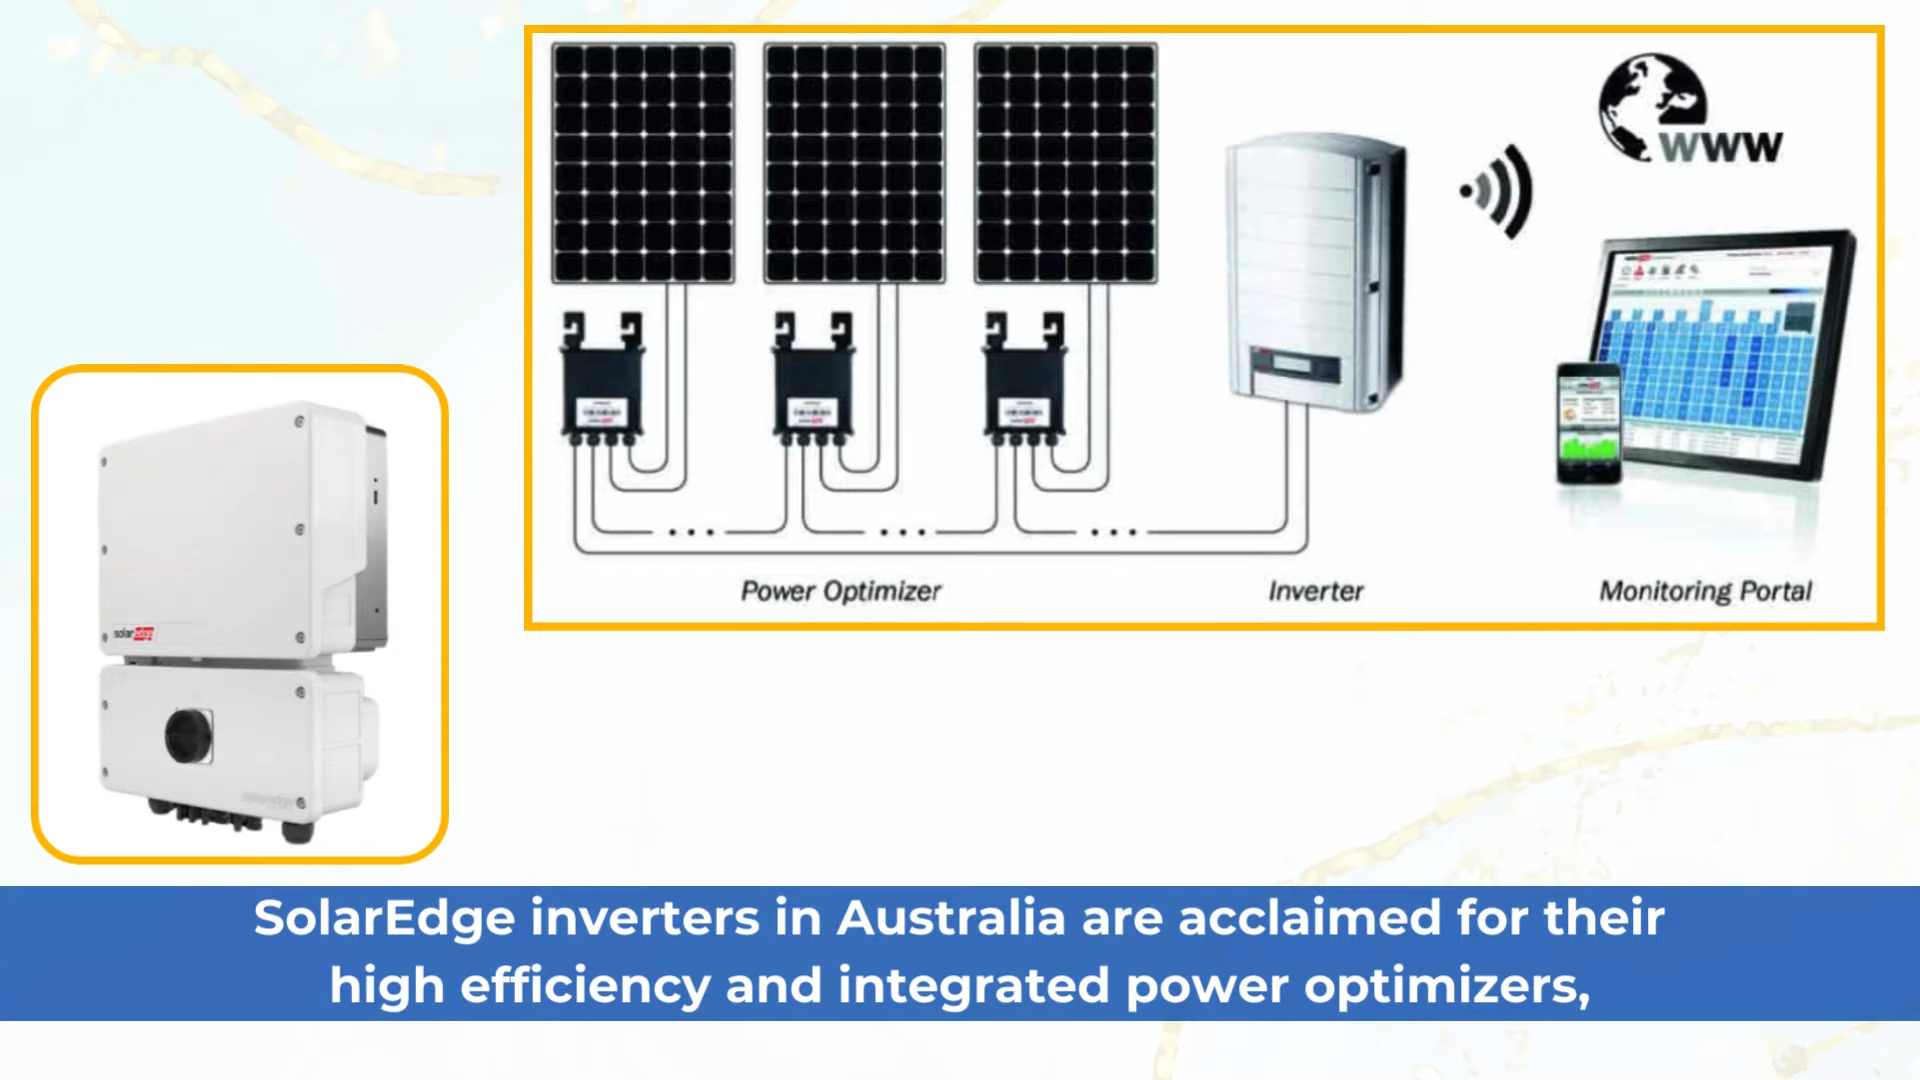 WWW
Power Optimizer
Inverter
Monitoring Portal
solaredge
SolarEdge inverters in Australia are acclaimed for their
high efficiency and integrated power optimizers,